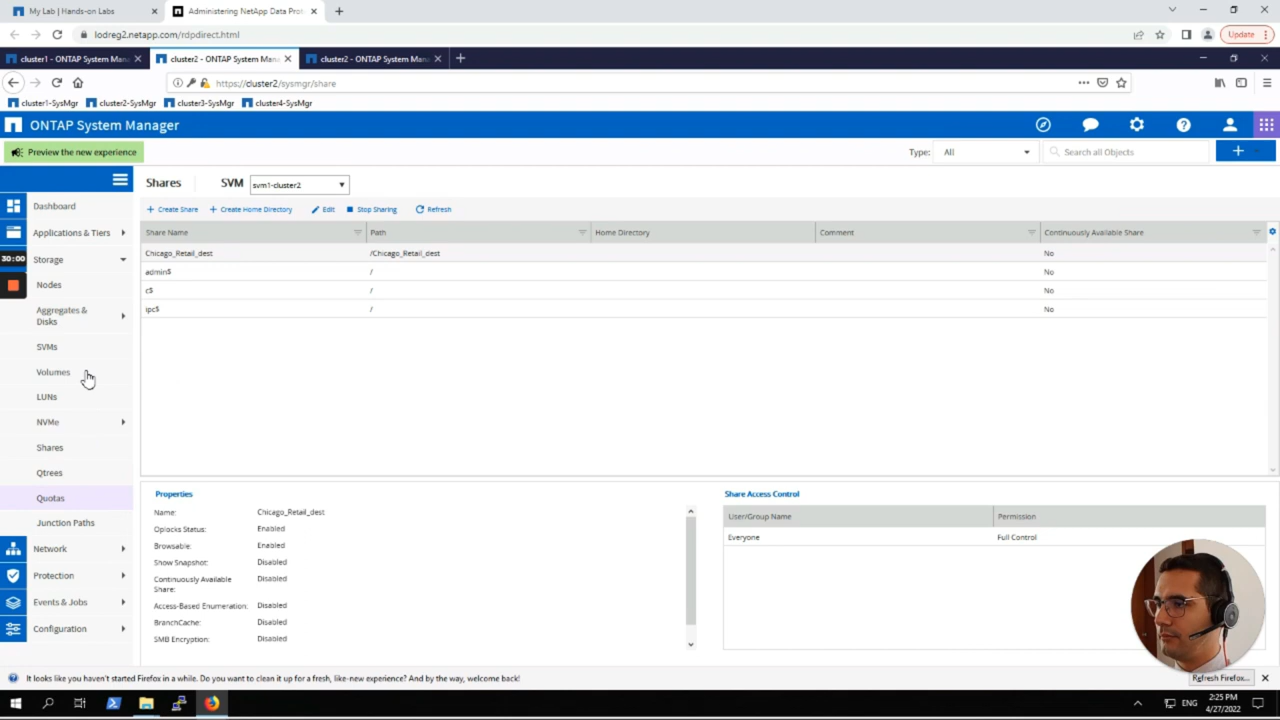 My Lab | Hands-on Labs
Administering NetApp Data Prot
lodreg2.netapp.com/rdpdirect.html
Update
cluster1 - ONTAP System Mana
cluster2 - ONTAP System Mana
cluster2 - ONTAP System Mana
https://cluster2/sysmgr/share
cluster1-SysMgr cluster2-SysMgr cluster3-SysMgr cluster4-SysMgr
ONTAP System Manager
Preview the new experience
Type: All
Search all Objects
Shares SVM svm1-cluster2
Dashboard
Applications & Tiers
30:00
Storage
Nodes
Aggregates &
Disks
SVMs
Volumes
LUNs
NVMe
Shares
Qtrees
Quotas
Junction Paths
Network
Protection
Events & Jobs
Configuration
+ Create Share + Create Home Directory Edit Stop Sharing Refresh
Share Name Path Home Directory Comment Continuously Available Share
Chicago_Retail_dest /Chicago_Retail_dest No
admin$ / No
c$ / No
ipc$ / No
Properties
Name: Chicago_Retail_dest
Oplocks Status: Enabled
Browsable: Enabled
Show Snapshot: Disabled
Continuously Available Disabled
Share:
Access-Based Enumeration: Disabled
BranchCache: Disabled
SMB Encryption: Disabled
Share Access Control
User/Group Name Permission
Everyone Full Control
It looks like you haven't started Firefox in a while. Do you want to clean it up for a fresh, like-new experience? And by the way, welcome back!
Refresh Firefox...
ENG
2:25 PM
4/27/2022